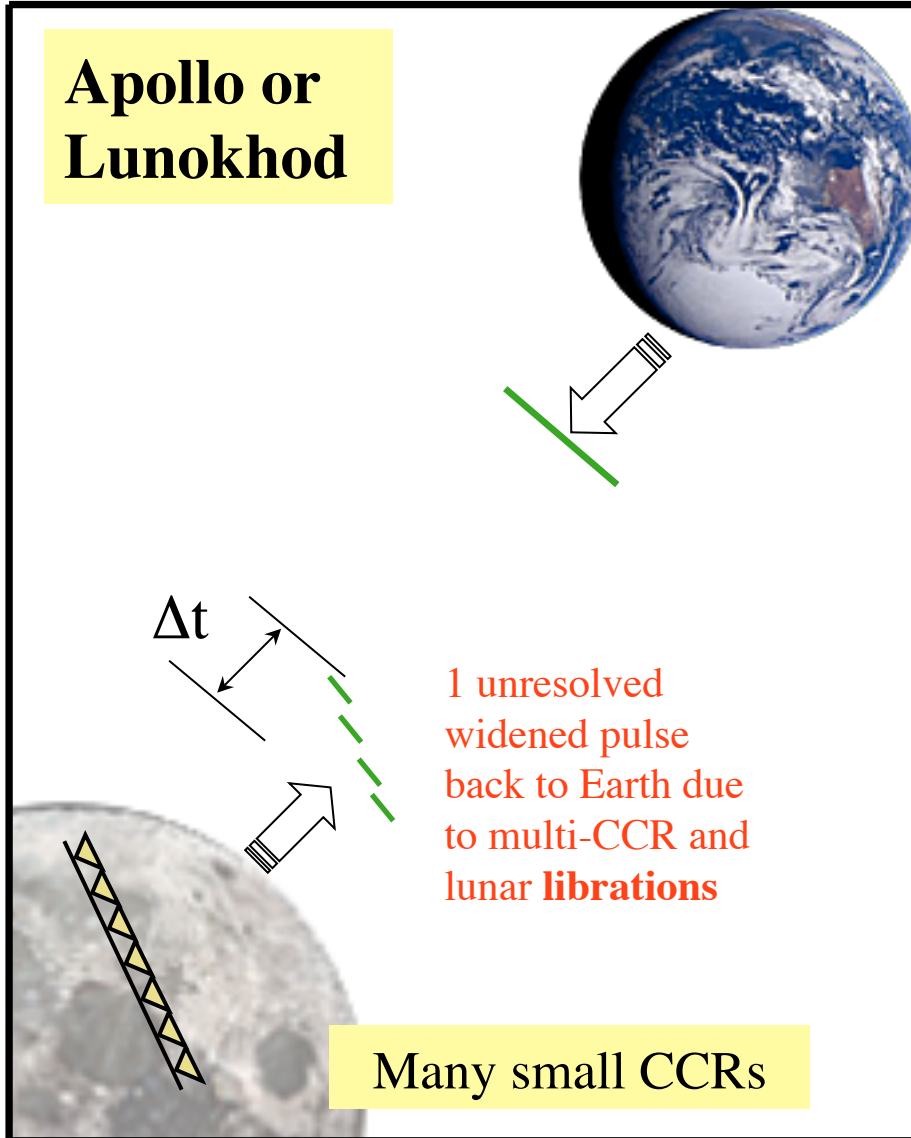 Apollo or
Lunokhod
Δt
1 unresolved
widened pulse
back to Earth due
to multi-CCR and
lunar librations
Many small CCRs